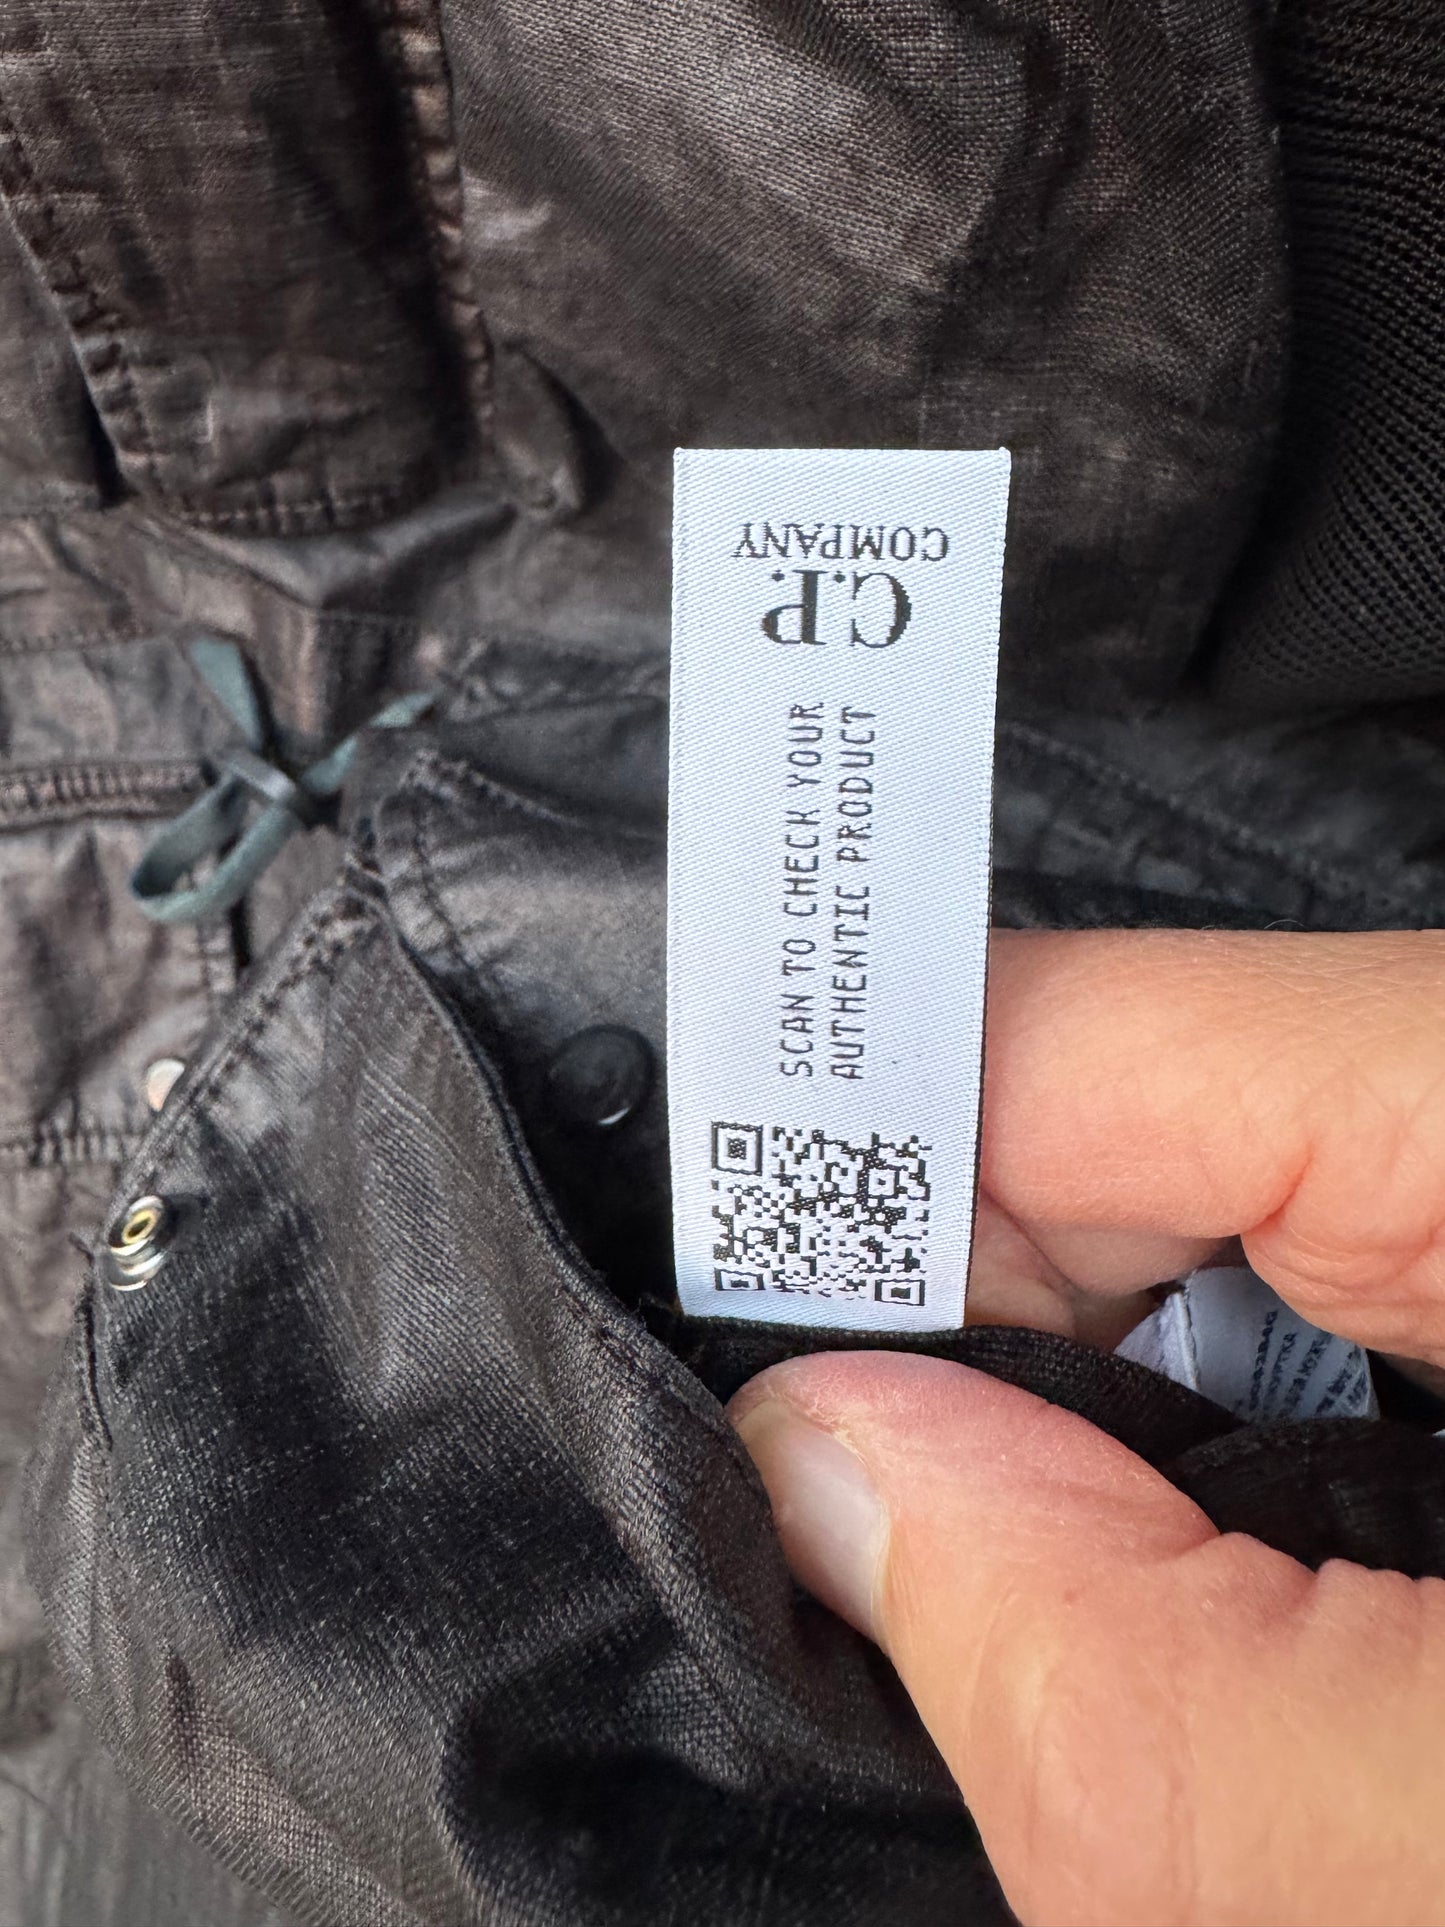 C.P.
COMPANY
SCAN TO CHECK YOUR
AUTHENTIC PRODUCT